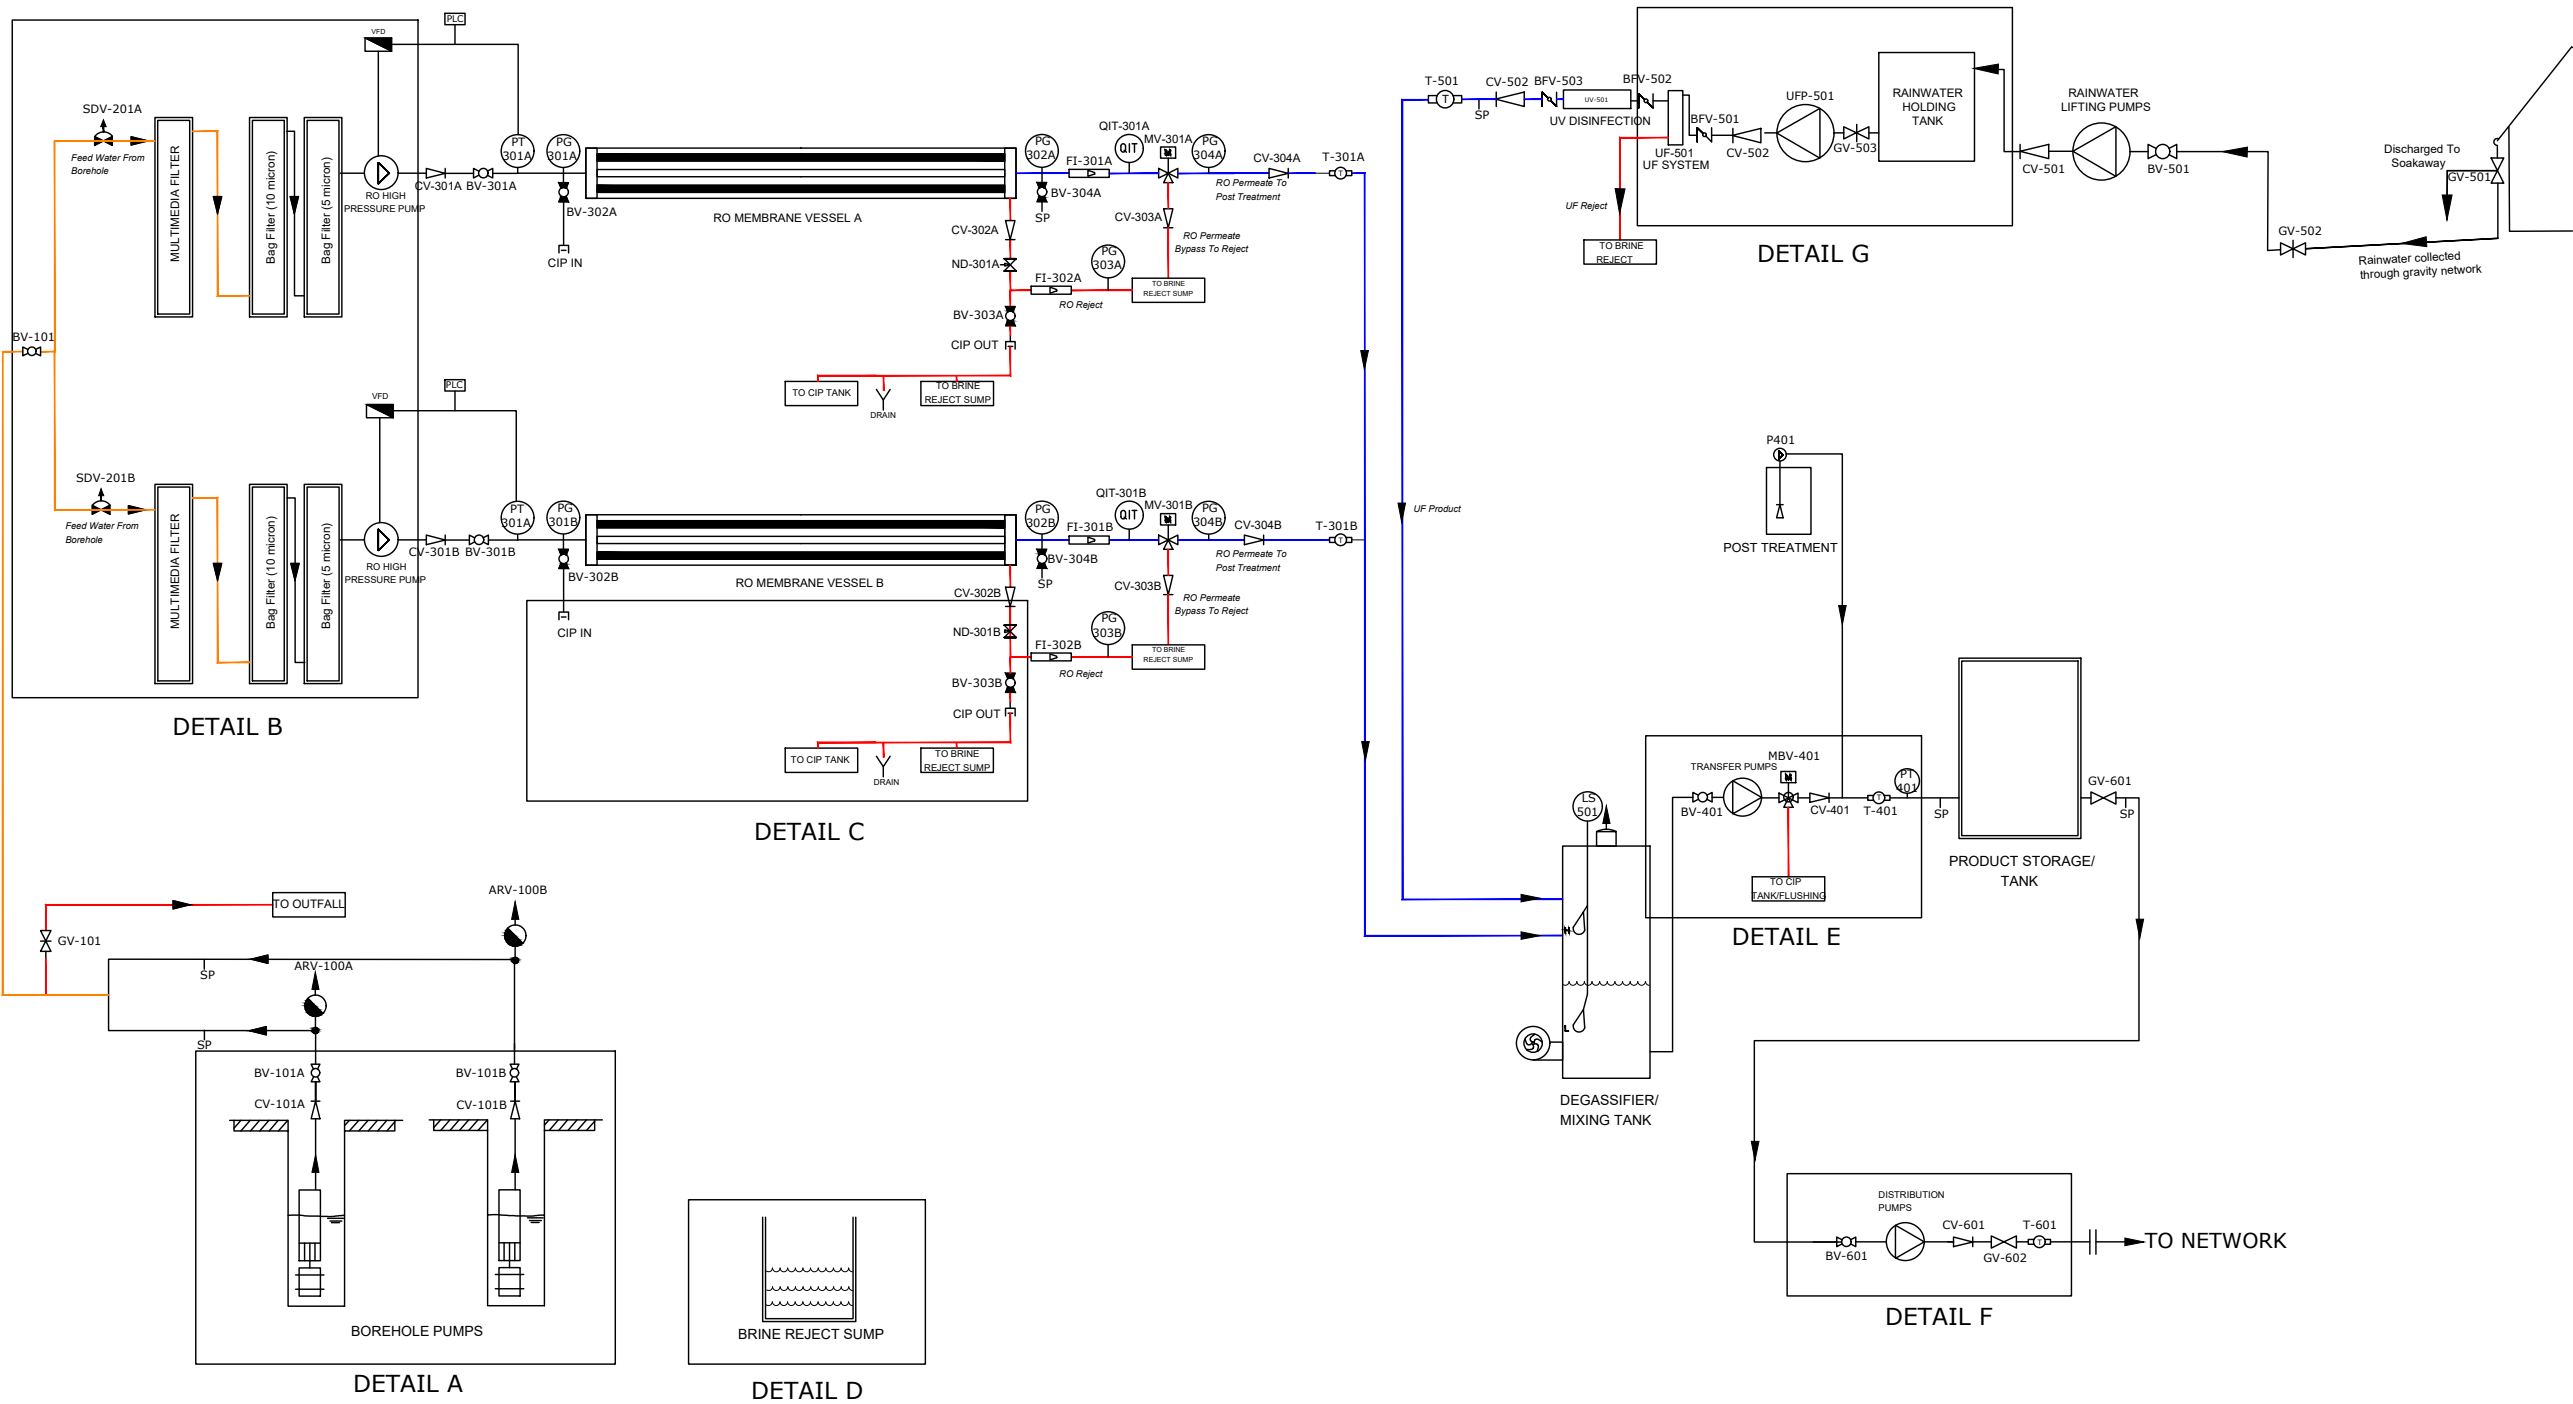 PLC
VFD
SDV-201A
Feed Water From
Borehole
MULTIMEDIA FILTER
Bag Filter (10 micron)
Bag Filter (5 micron)
RO HIGH
PRESSURE PUMP
CV-301A
BV-301A
PT
301A
PG
301A
BV-302A
CIP IN
RO MEMBRANE VESSEL A
PG
302A
BV-304A
SP
FI-301A
QIT-301A
QIT
MV-301A
M
PG
304A
RO Permeate To
Post Treatment
CV-304A
T-301A
T
CV-302A
ND-301A
FI-302A
RO Reject
PG
303A
CV-303A
RO Permeate
Bypass To Reject
TO BRINE
REJECT SUMP
BV-303A
CIP OUT
TO CIP TANK
DRAIN
TO BRINE
REJECT SUMP
BV-101
PLC
VFD
SDV-201B
Feed Water From
Borehole
MULTIMEDIA FILTER
Bag Filter (10 micron)
Bag Filter (5 micron)
RO HIGH
PRESSURE PUMP
CV-301B
BV-301B
PT
301A
PG
301B
BV-302B
CIP IN
RO MEMBRANE VESSEL B
PG
302B
BV-304B
SP
FI-301B
QIT-301B
QIT
MV-301B
M
PG
304B
RO Permeate To
Post Treatment
CV-304B
T-301B
T
CV-302B
ND-301B
FI-302B
RO Reject
PG
303B
CV-303B
RO Permeate
Bypass To Reject
TO BRINE
REJECT SUMP
BV-303B
CIP OUT
TO CIP TANK
DRAIN
TO BRINE
REJECT SUMP
DETAIL B
DETAIL C
T-501
T
SP
CV-502
BFV-503
UV-501
UV DISINFECTION
BFV-502
UF-501
UF SYSTEM
BFV-501
CV-502
UFP-501
GV-503
RAINWATER
HOLDING
TANK
UF Reject
TO BRINE
REJECT
DETAIL G
CV-501
RAINWATER
LIFTING PUMPS
BV-501
Discharged To
Soakaway
GV-501
GV-502
Rainwater collected
through gravity network
UF Product
P401
POST TREATMENT
TRANSFER PUMPS
MBV-401
M
BV-401
CV-401
T-401
T
PT
401
SP
TO CIP
TANK/FLUSHING
DETAIL E
PRODUCT STORAGE/
TANK
GV-601
SP
LS
501
H
L
DEGASSIFIER/
MIXING TANK
TO OUTFALL
GV-101
SP
SP
ARV-100A
ARV-100B
BV-101A
BV-101B
CV-101A
CV-101B
BOREHOLE PUMPS
DETAIL A
BRINE REJECT SUMP
DETAIL D
DISTRIBUTION
PUMPS
BV-601
CV-601
GV-602
T-601
T
TO NETWORK
DETAIL F